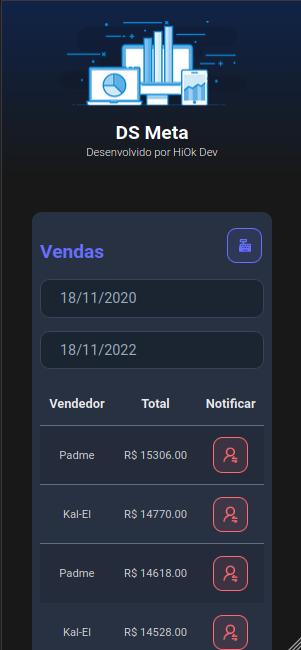 DS Meta
Desenvolvido por HiOk Dev
Vendas
18/11/2020
18/11/2022
Vendedor Total Notificar
Padme R$ 15306.00
Kal-El R$ 14770.00
Padme R$ 14618.00
Kal-El R$ 14528.00